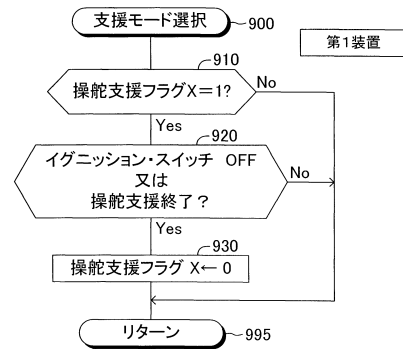 支援モード選択
900
第1装置
910
操舵支援フラグX＝1?
No
Yes
920
イグニッション・スイッチ OFF
又は
操舵支援終了？
No
Yes
930
操舵支援フラグ X← 0
リターン
995